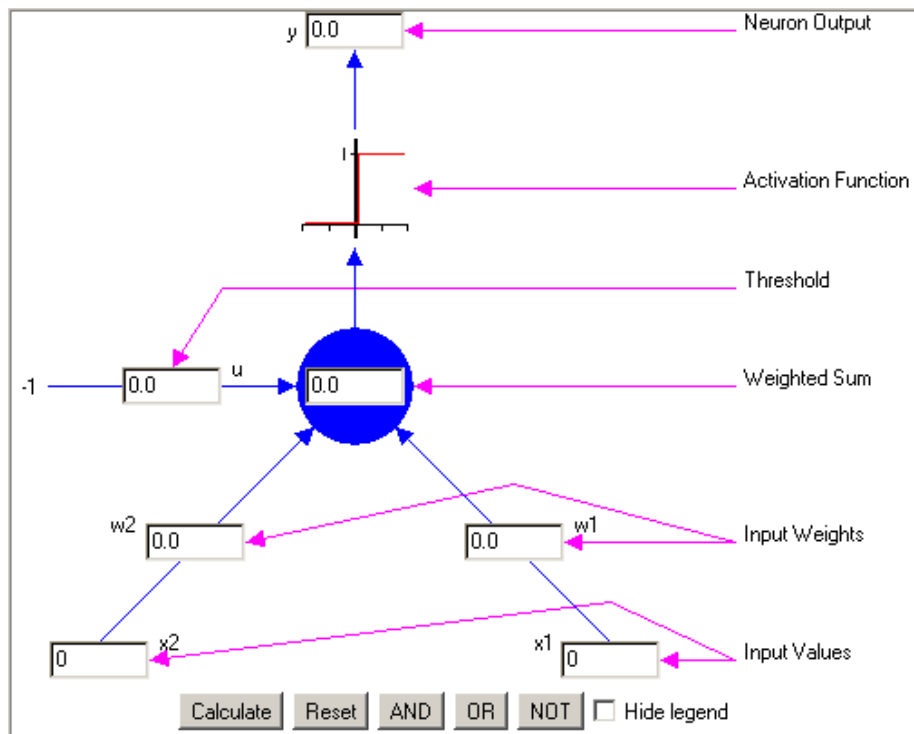 y 0.0 Neuron Output
1
Activation Function
Threshold
-1 0.0 u 0.0 Weighted Sum
w2 0.0 0.0 w1 Input Weights
0 x2 x1 0 Input Values
Calculate Reset AND OR NOT Hide legend